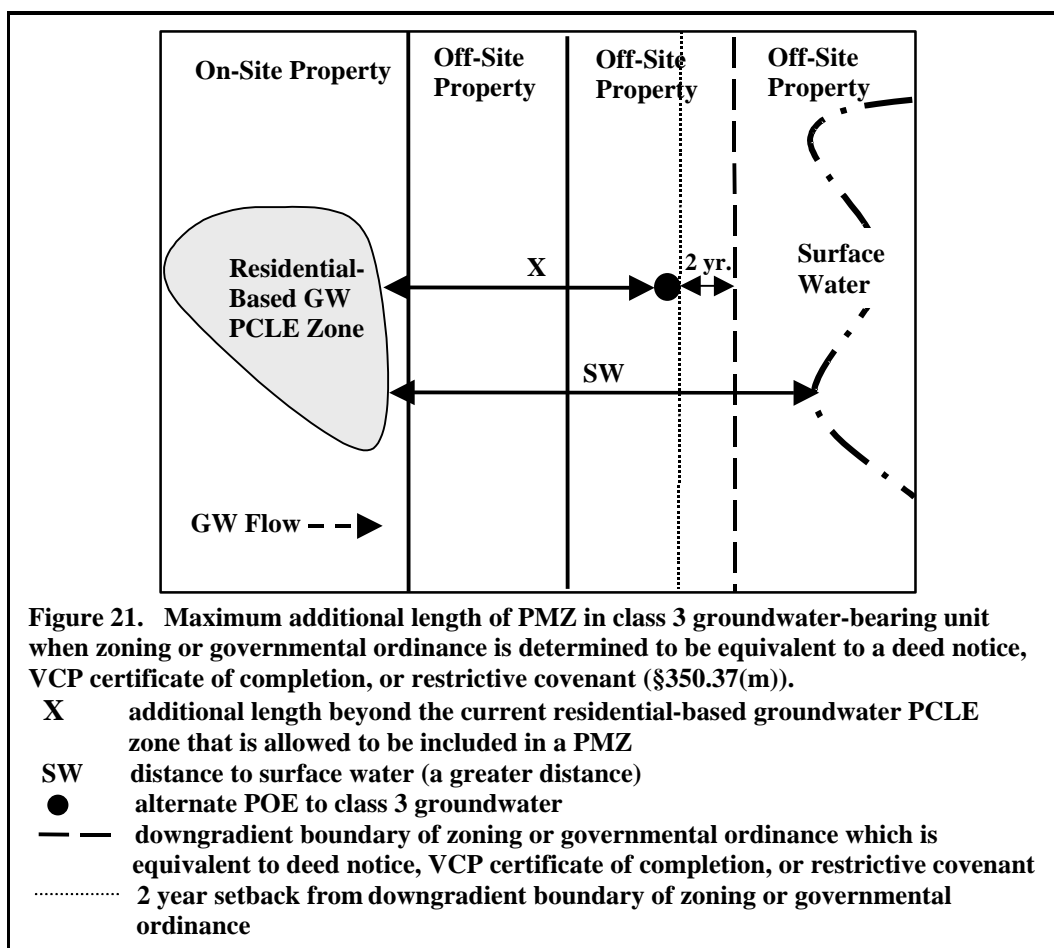 On-Site Property
Off-Site
Property
Off-Site
Property
Off-Site
Property
Residential-
Based GW
PCLE Zone
X
2 yr.
Surface
Water
SW
GW Flow
Figure 21. Maximum additional length of PMZ in class 3 groundwater-bearing unit
when zoning or governmental ordinance is determined to be equivalent to a deed notice,
VCP certificate of completion, or restrictive covenant (§350.37(m)).
X additional length beyond the current residential-based groundwater PCLE
zone that is allowed to be included in a PMZ
SW distance to surface water (a greater distance)
alternate POE to class 3 groundwater
downgradient boundary of zoning or governmental ordinance which is
equivalent to deed notice, VCP certificate of completion, or restrictive covenant
2 year setback from downgradient boundary of zoning or governmental
ordinance